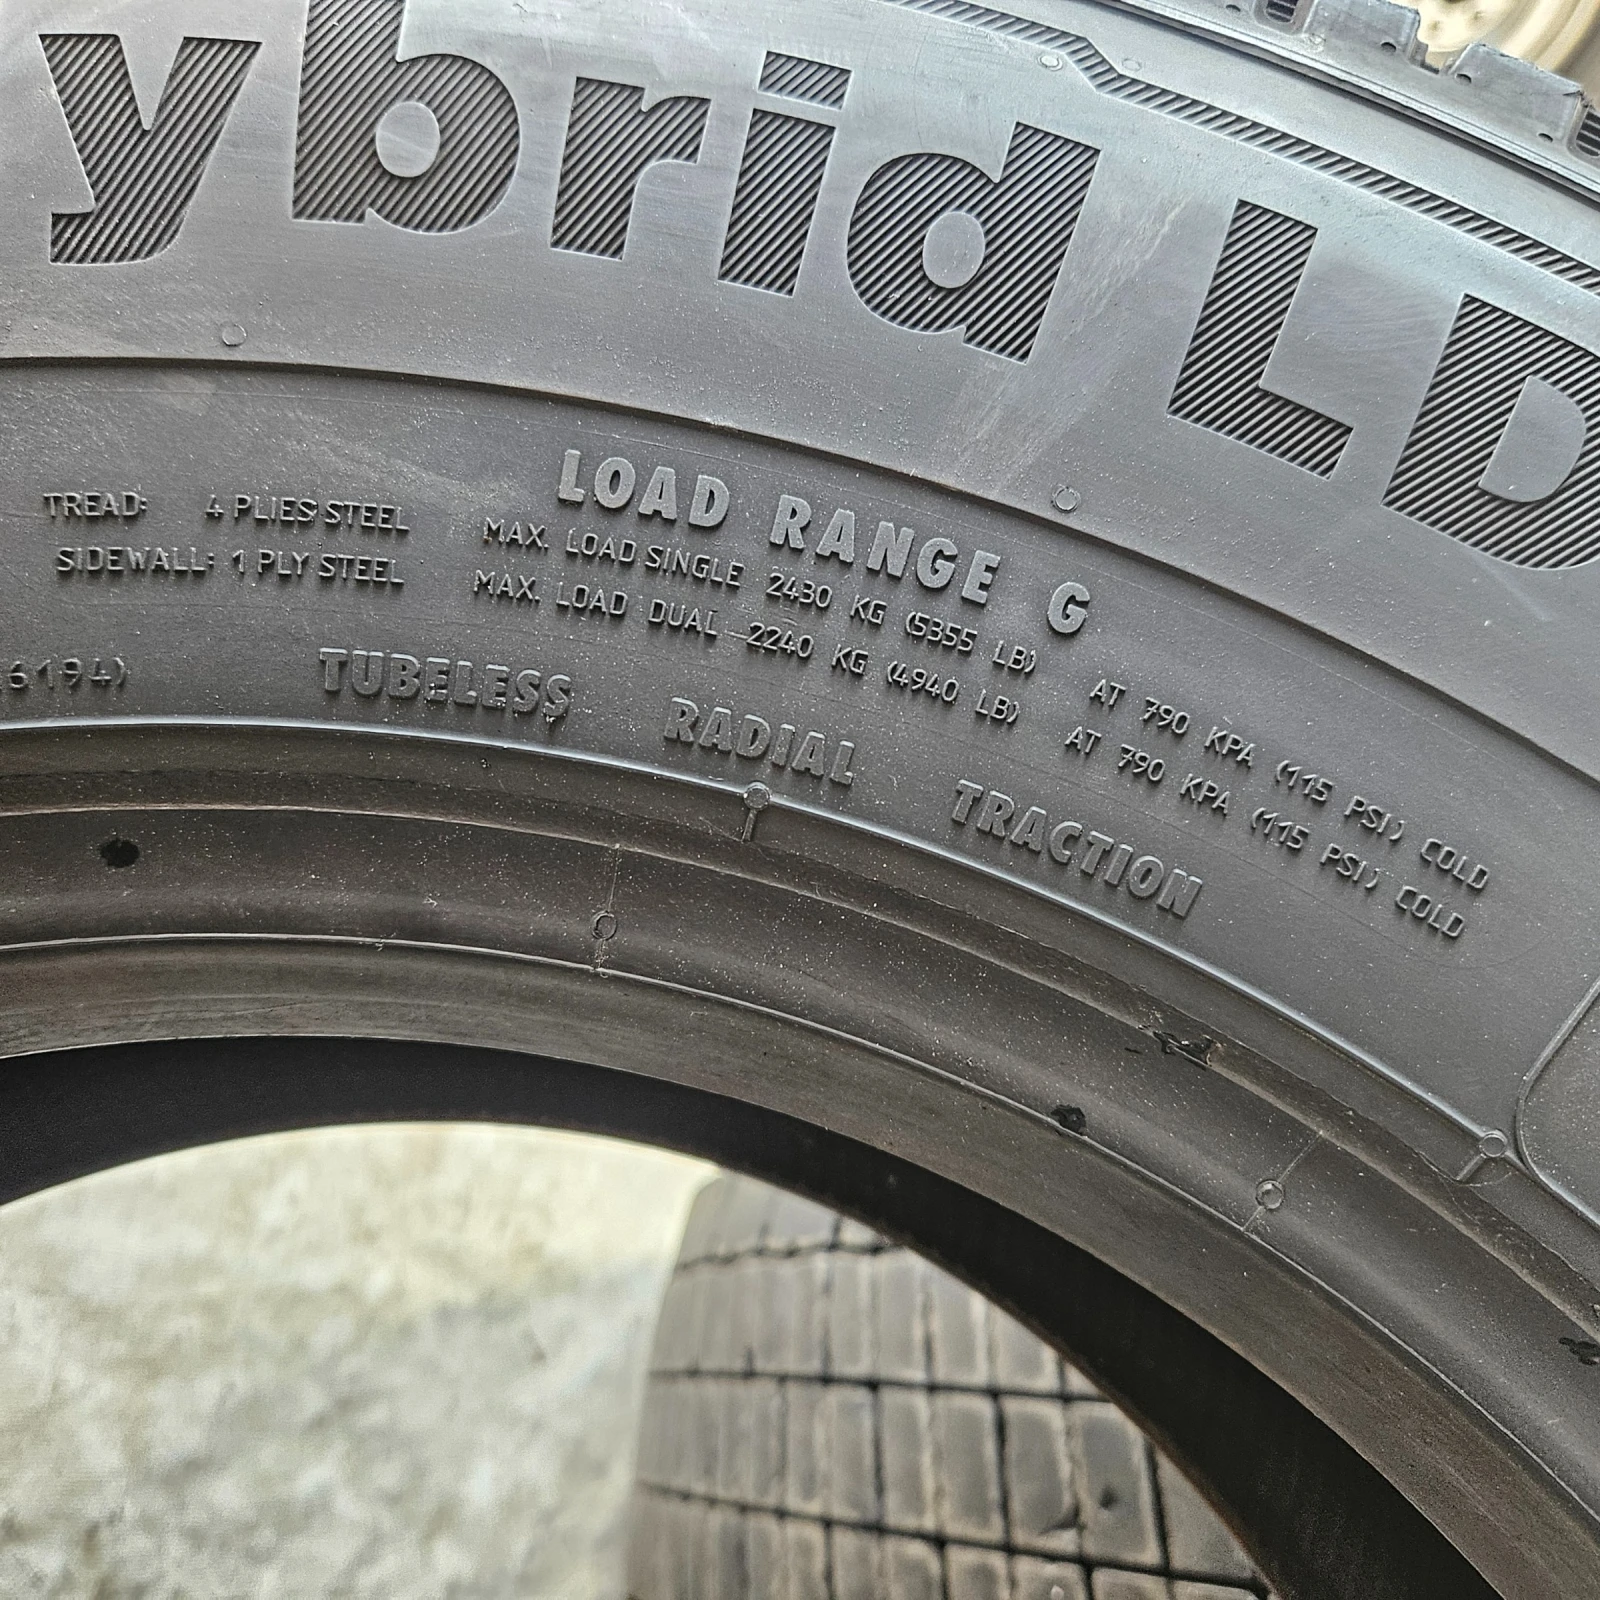 ybrid LD
TREAD: 4 PLIES STEEL
SIDEWALL: 1 PLY STEEL
LOAD RANGE G
MAX. LOAD SINGLE 2430 KG (5355 LB) AT 790 KPA (115 PSI) COLD
MAX. LOAD DUAL 2240 KG (4940 LB) AT 790 KPA (115 PSI) COLD
6194)
TUBELESS RADIAL TRACTION